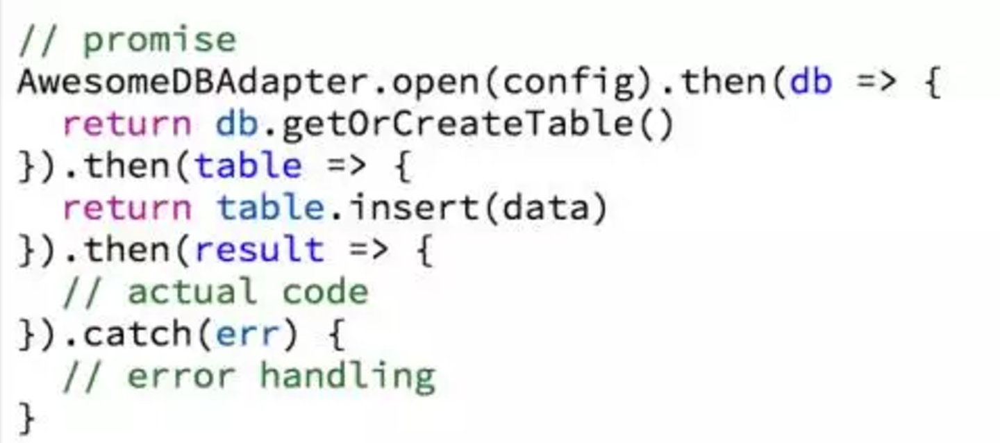 // promise
AwesomeDBAdapter.open(config).then(db => {
  return db.getOrCreateTable()
}).then(table => {
  return table.insert(data)
}).then(result => {
  // actual code
}).catch(err) {
  // error handling
}